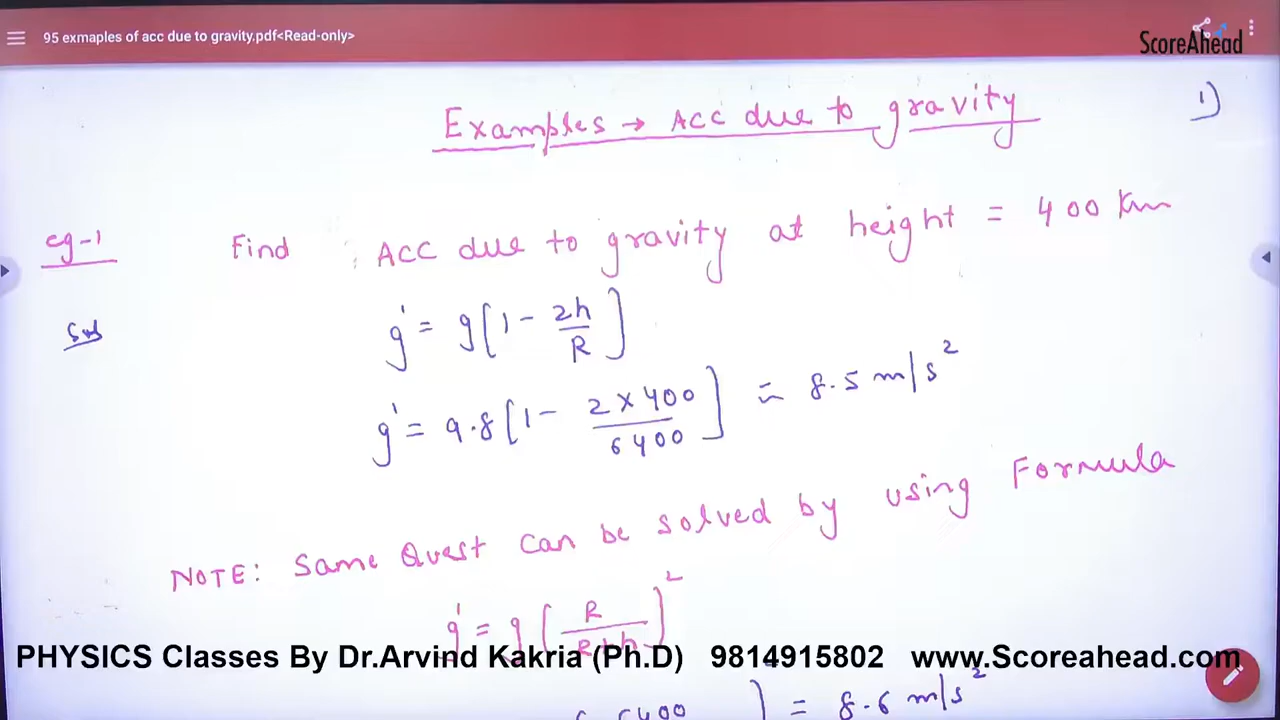 95 exmaples of acc due to gravity.pdf<Read-only>
ScoreAhead
Examples → Acc due to gravity
1)
eg-1 Find Acc due to gravity at height = 400 Km
Sol
g' = g[1 - 2h/R]
g' = 9.8[1 - 2×400/6400] ≈ 8.5 m/s²
NOTE: Same Quest can be solved by using Formula
g' = g(R/R+h)²
PHYSICS Classes By Dr.Arvind Kakria (Ph.D) 9814915802 www.Scoreahead.com
6400 ) = 8.6 m/s²